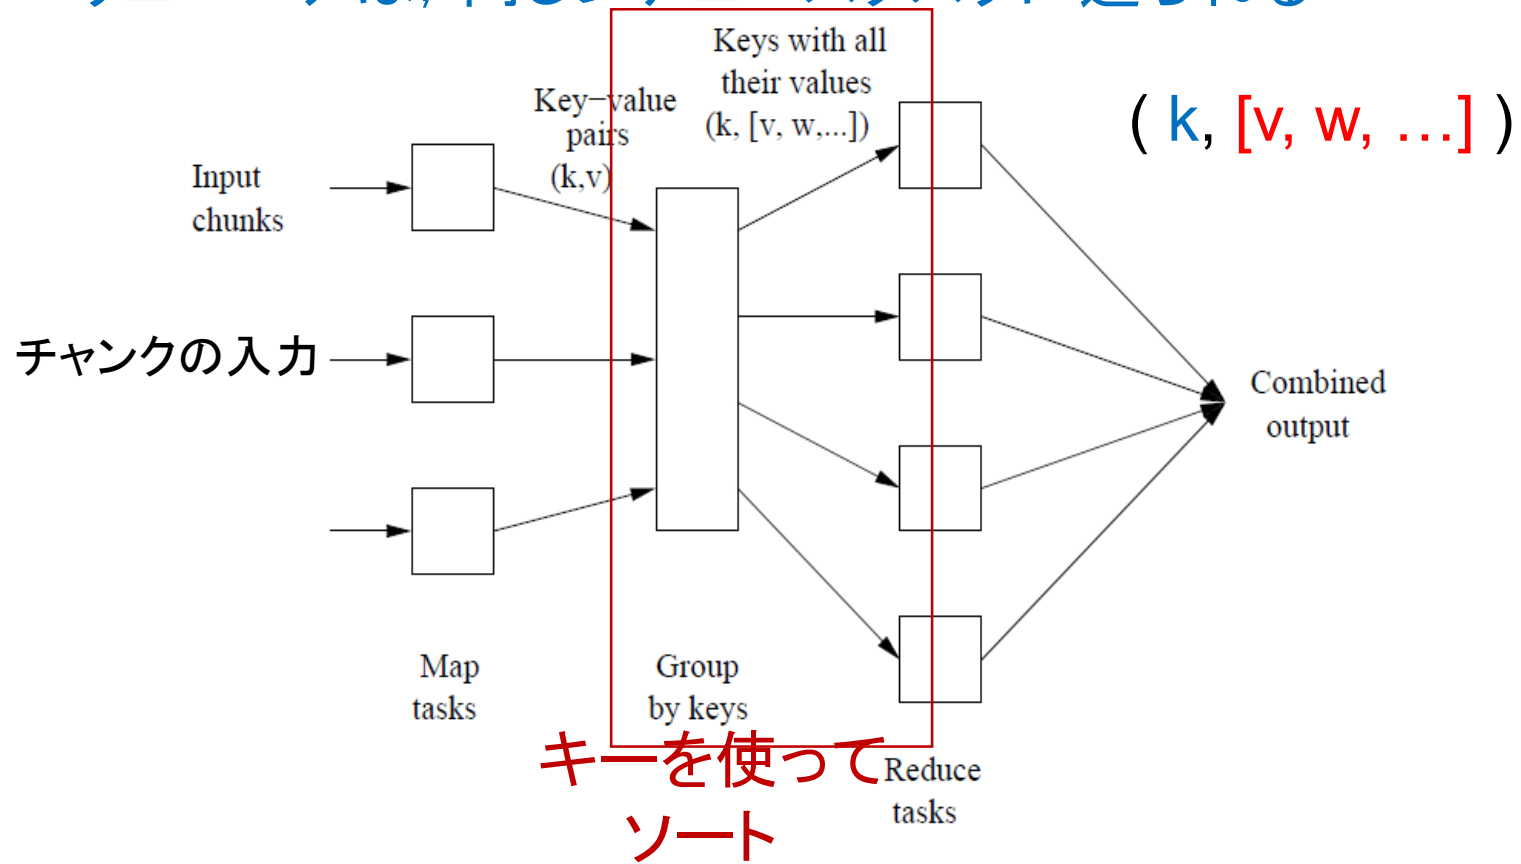 Keys with all
their values
(k, [v, w,...])
Key-value
pairs
(k,v)
( k, [v, w, …] )
Input
chunks
チャンクの入力
Combined
output
Map
tasks
Group
by keys
キーを使って
ソート
Reduce
tasks